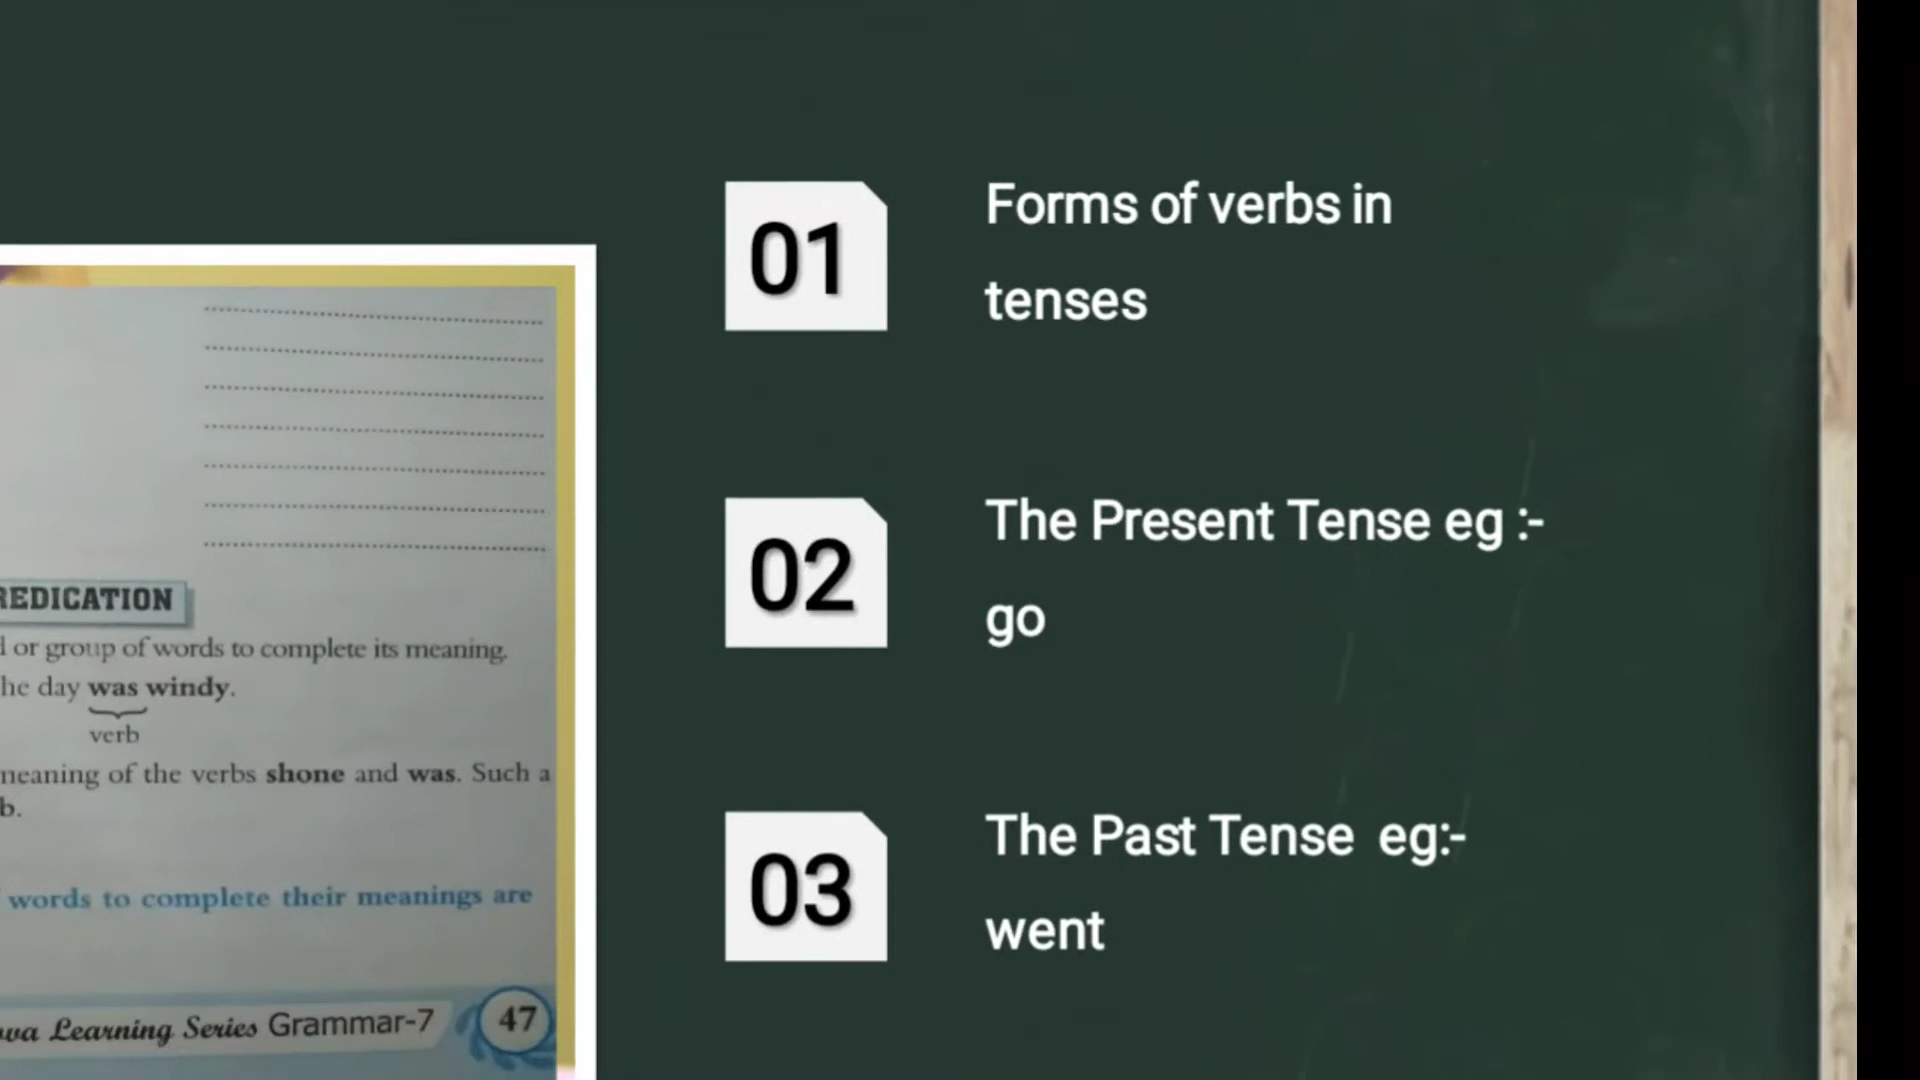 REDICATION
or group of words to complete its meaning.
he day was windy.
verb
meaning of the verbs shone and was. Such a
b.
words to complete their meanings are
wa Learning Series Grammar-7 47
01 Forms of verbs in
tenses
02 The Present Tense eg :-
go
03 The Past Tense eg:-
went